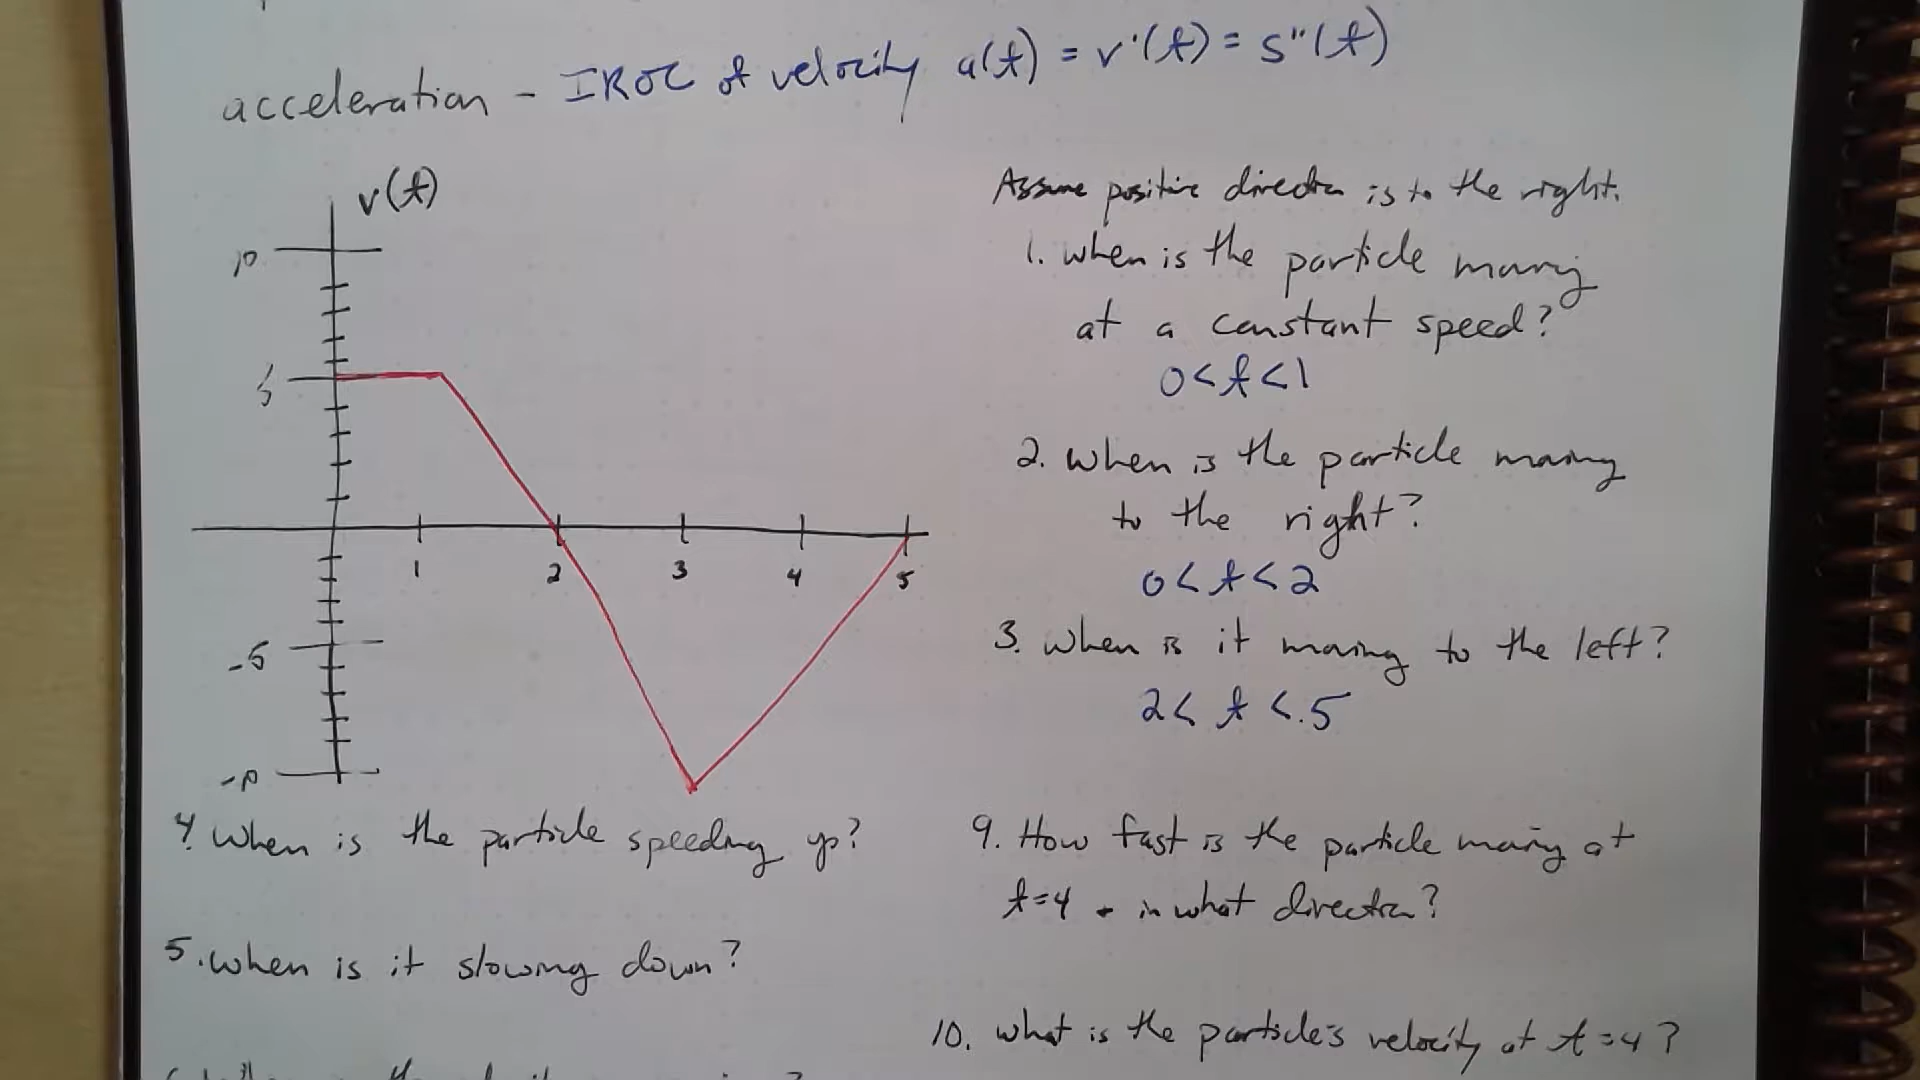 acceleration - IROC of velocity a(t) = v'(t) = s"(t)
v(t)
10
5
-5
-10
1 2 3 4 5
Assume positive direction is to the right.
1. when is the particle moving
at a constant speed?
0<t<1
2. when is the particle moving
to the right?
0<t<2
3. when is it moving to the left?
2< t <.5
4. when is the particle speeding up?
5. when is it slowing down?
9. How fast is the particle moving at
t=4 + in what direction?
10. what is the particle's velocity at t=4?